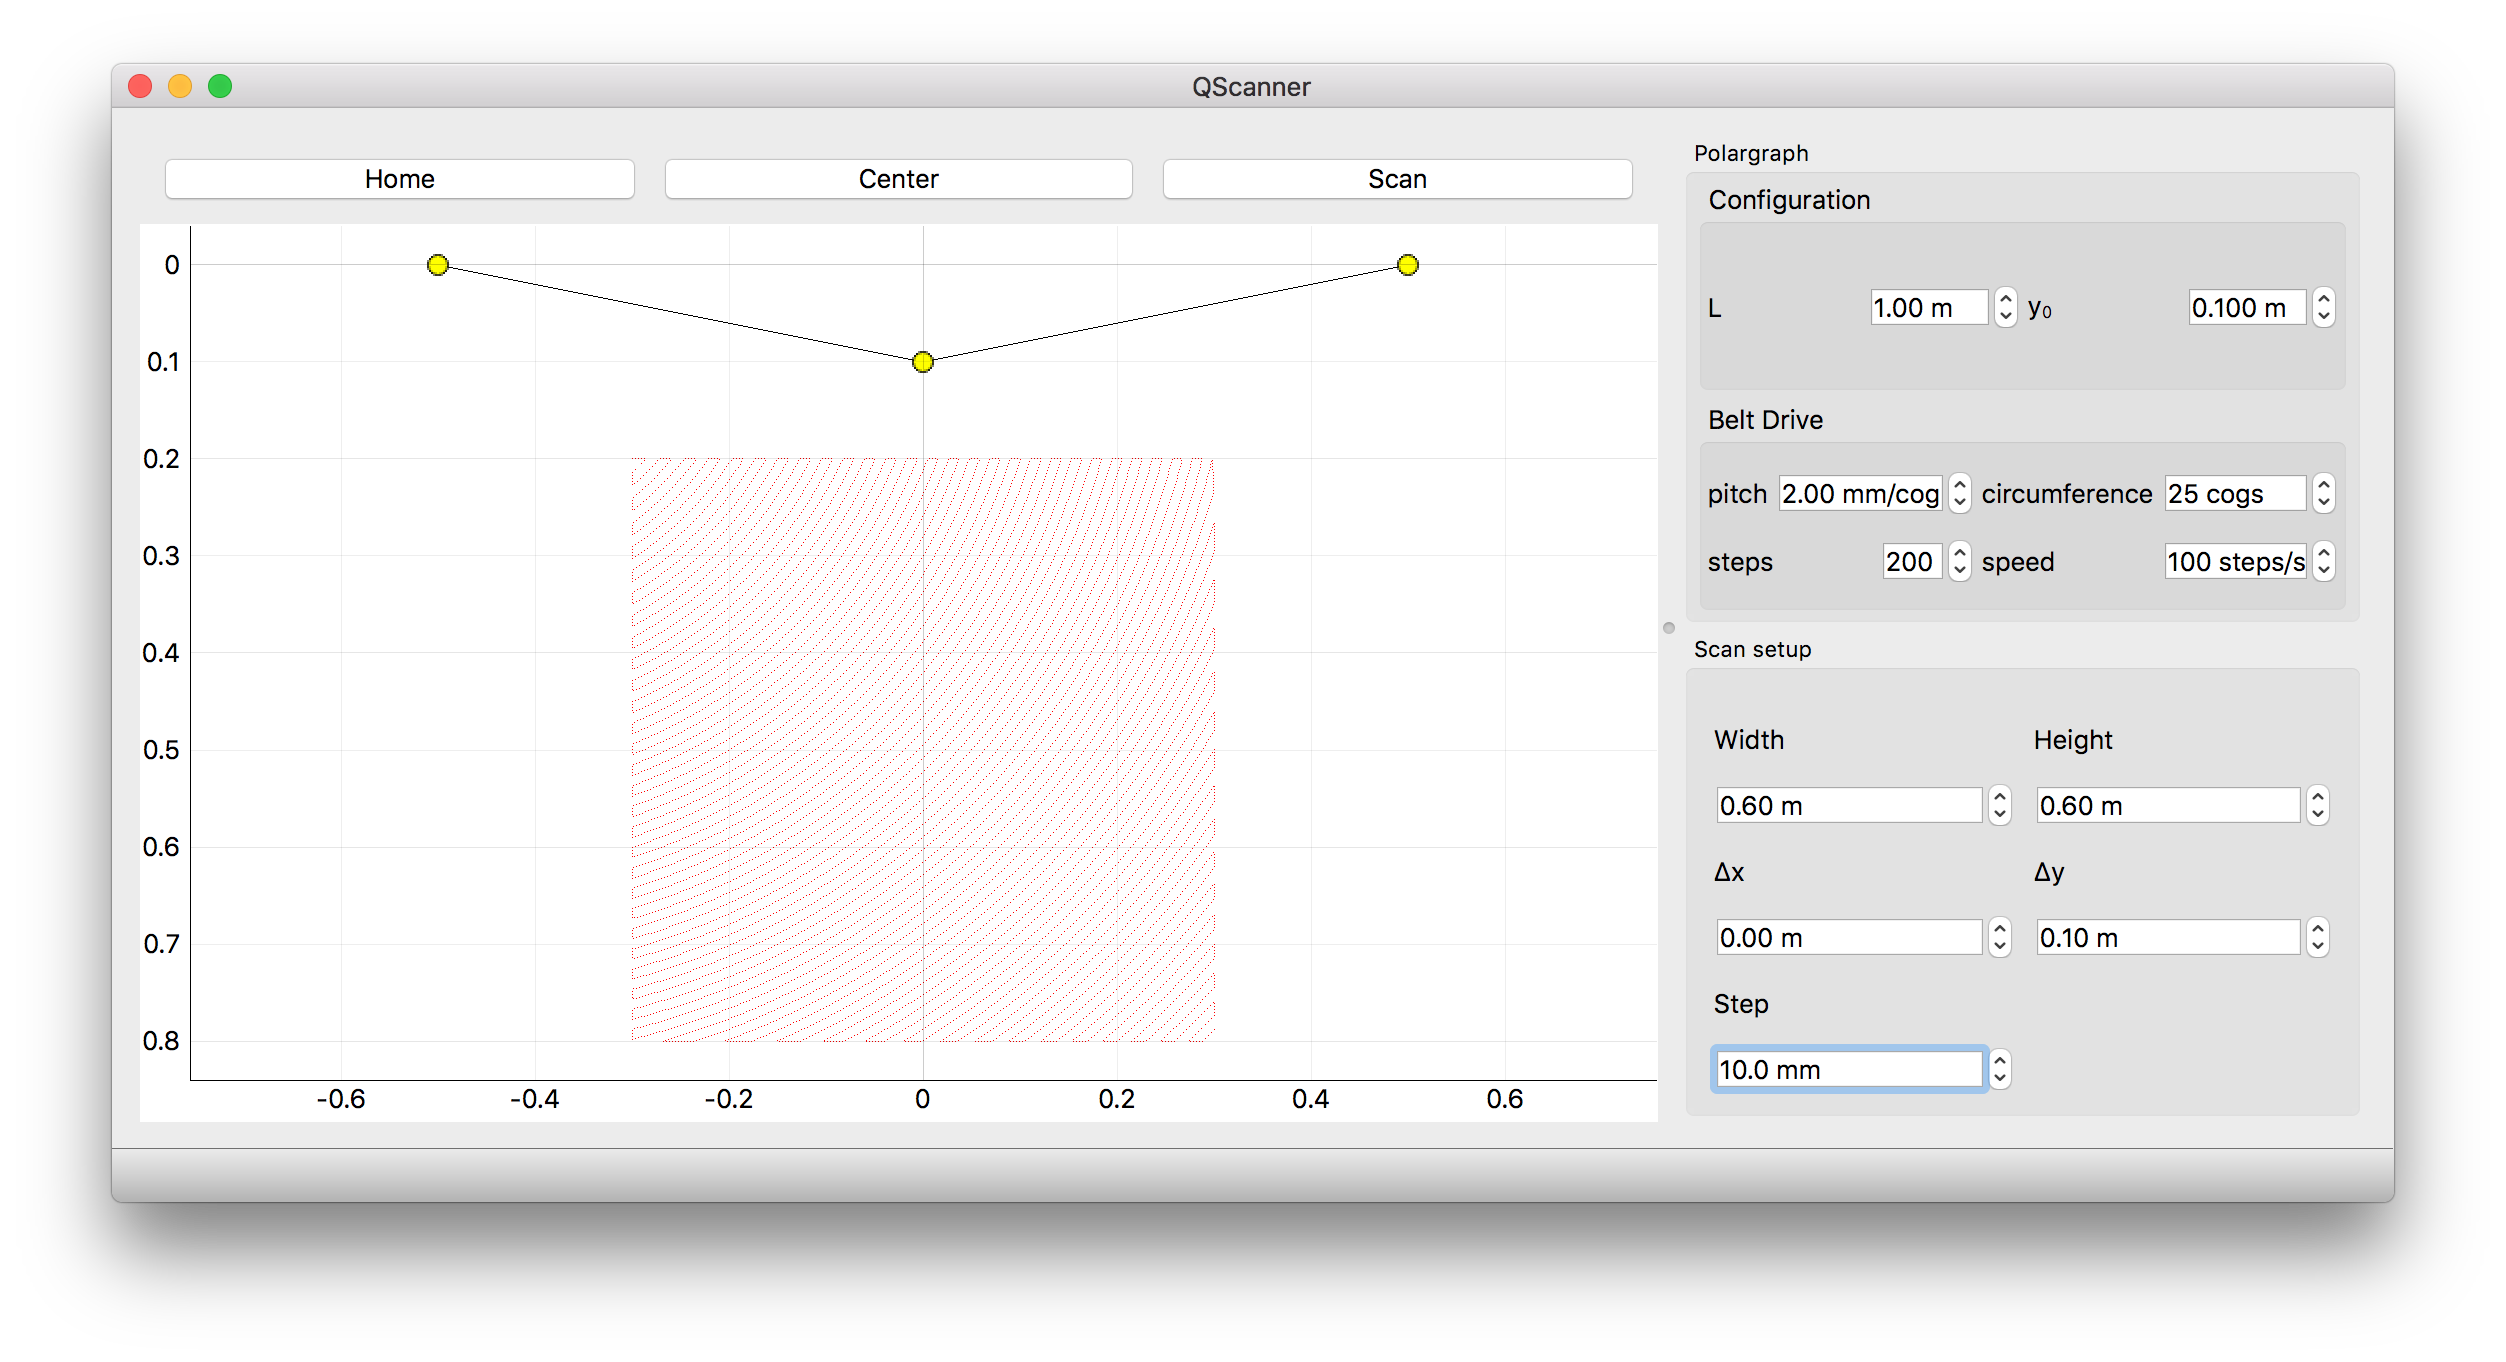 QScanner
Home
Center
Scan
0
0.1
0.2
0.3
0.4
0.5
0.6
0.7
0.8
-0.6 -0.4 -0.2 0 0.2 0.4 0.6
Polargraph
Configuration
L 1.00 m y₀ 0.100 m
Belt Drive
pitch 2.00 mm/cog circumference 25 cogs
steps 200 speed 100 steps/s
Scan setup
Width Height
0.60 m 0.60 m
Δx Δy
0.00 m 0.10 m
Step
10.0 mm